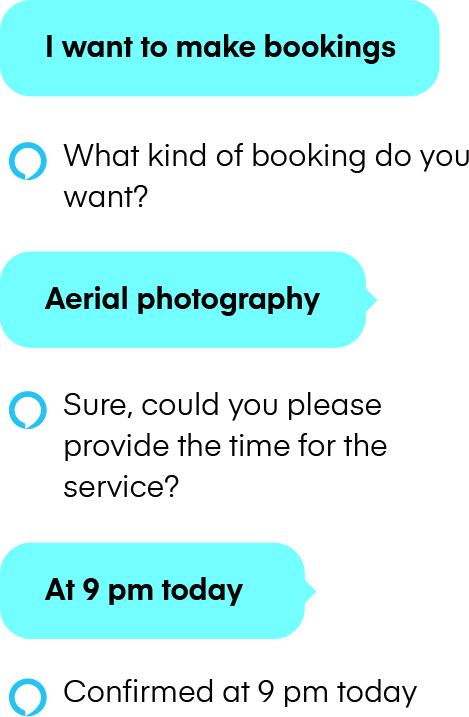 I want to make bookings
What kind of booking do you
want?
Aerial photography
Sure, could you please
provide the time for the
service?
At 9 pm today
Confirmed at 9 pm today